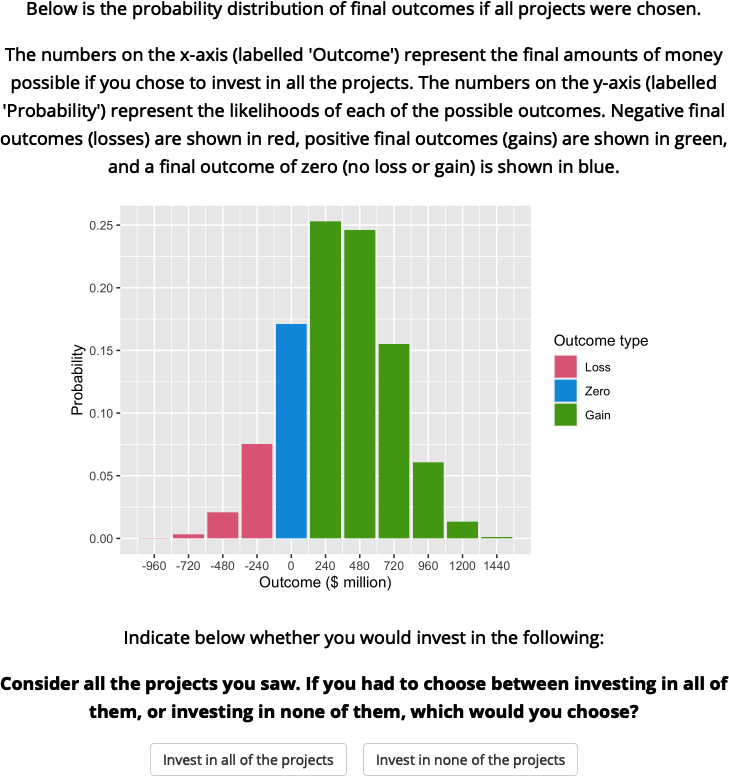 Below is the probability distribution of final outcomes if all projects were chosen.
The numbers on the x-axis (labelled 'Outcome') represent the final amounts of money
possible if you chose to invest in all the projects. The numbers on the y-axis (labelled
'Probability') represent the likelihoods of each of the possible outcomes. Negative final
outcomes (losses) are shown in red, positive final outcomes (gains) are shown in green,
and a final outcome of zero (no loss or gain) is shown in blue.
0.25
0.20
0.15
0.10
0.05
0.00
Probability
-960 -720 -480 -240 0 240 480 720 960 1200 1440
Outcome ($ million)
Outcome type
Loss
Zero
Gain
Indicate below whether you would invest in the following:
Consider all the projects you saw. If you had to choose between investing in all of
them, or investing in none of them, which would you choose?
Invest in all of the projects
Invest in none of the projects